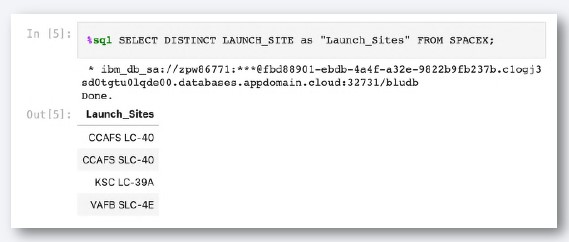 In [5]: %sql SELECT DISTINCT LAUNCH_SITE as "Launch_Sites" FROM SPACEX;
* ibm_db_sa://zpw86771:***@fbd88901-ebdb-4a4f-a32e-9822b9fb237b.c1ogj3
sd0tgtu0lqde00.databases.appdomain.cloud:32731/bludb
Done.
Out[5]: Launch_Sites
CCAFS LC-40
CCAFS SLC-40
KSC LC-39A
VAFB SLC-4E